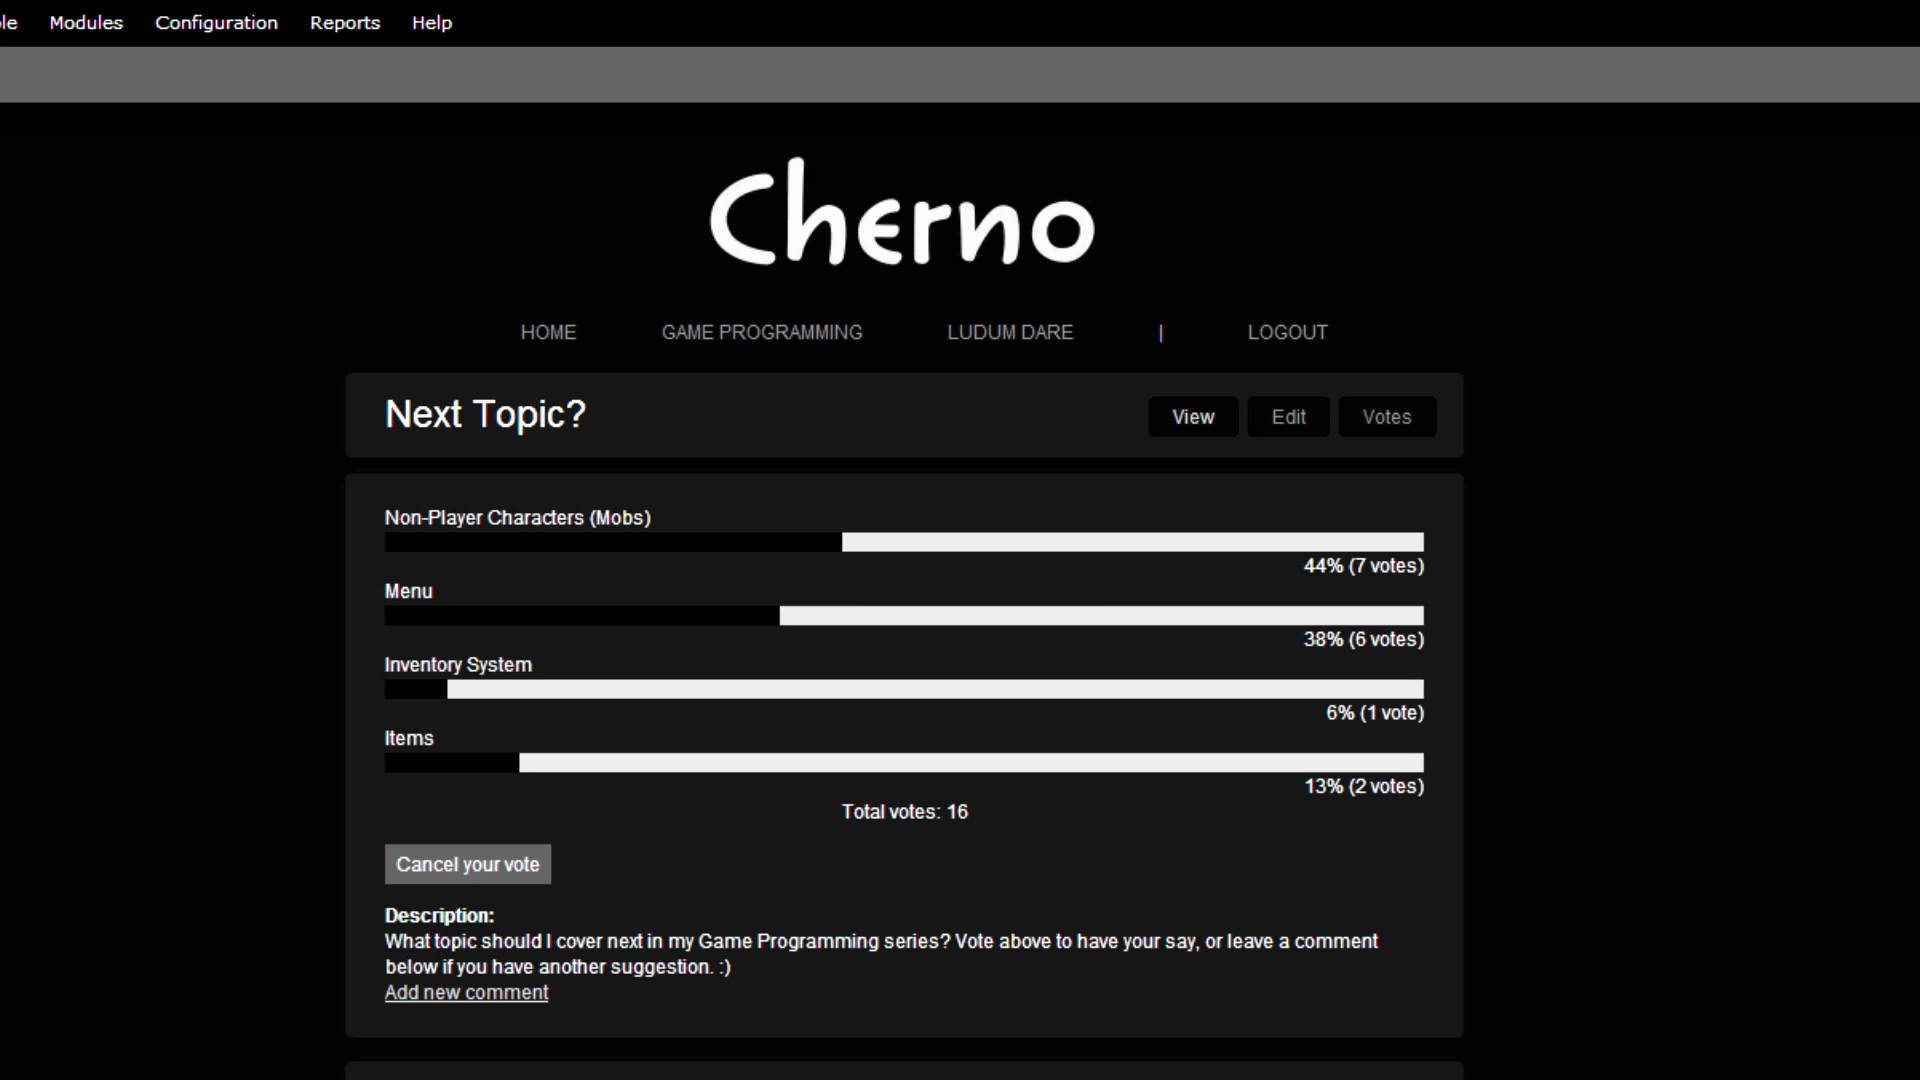 le Modules Configuration Reports Help
Cherno
HOME GAME PROGRAMMING LUDUM DARE | LOGOUT
Next Topic? View Edit Votes
Non-Player Characters (Mobs)
44% (7 votes)
Menu
38% (6 votes)
Inventory System
6% (1 vote)
Items
13% (2 votes)
Total votes: 16
Cancel your vote
Description:
What topic should I cover next in my Game Programming series? Vote above to have your say, or leave a comment
below if you have another suggestion. :)
Add new comment